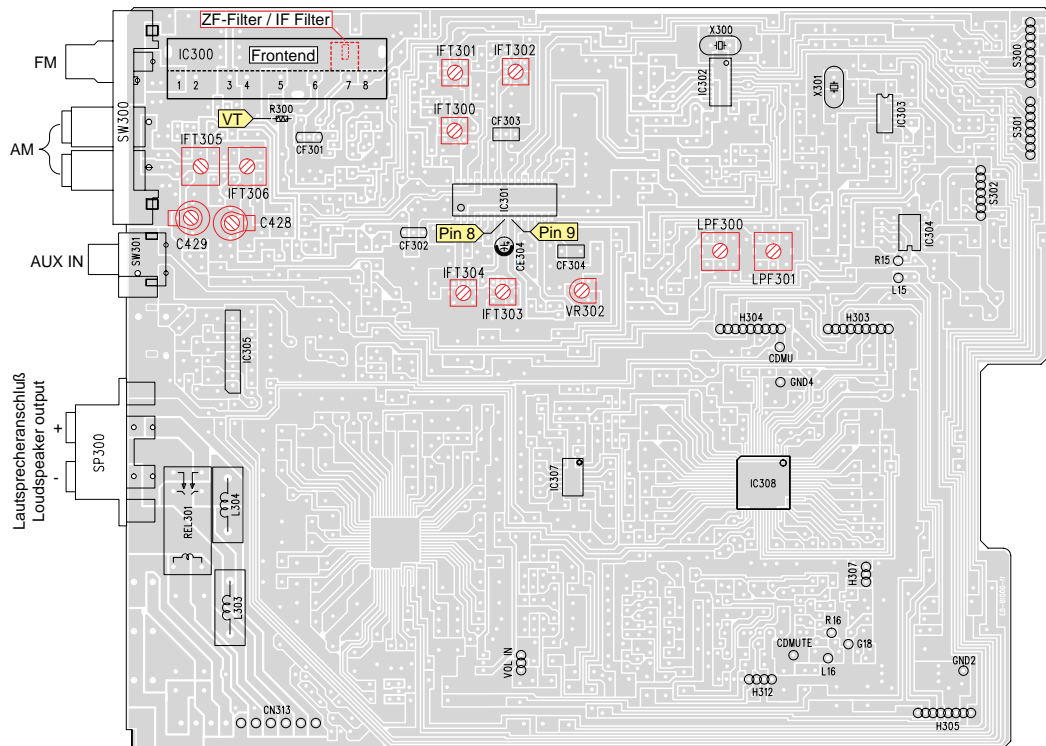 ZF-Filter / IF Filter
FM
IC300
Frontend
1 2 3 4 5 6 7 8
SW300
VT
R300
CF301
AM
IFT305
IFT306
C429
C428
IFT301
IFT302
IFT300
CF303
IC301
Pin 8
Pin 9
CF302
CE304
CF304
IFT304
IFT303
VR302
X300
IC302
X301
IC303
S300
S301
S302
IC304
R15
L15
LPF300
LPF301
AUX IN
SW301
H304
H303
CDMU
GND4
IC305
Lautsprecheranschluß
Loudspeaker output
+
-
SP300
REL301
L304
L303
IC307
IC308
H307
R16
G18
CDMUTE
L16
GND2
VOL IN
H312
CN313
H305